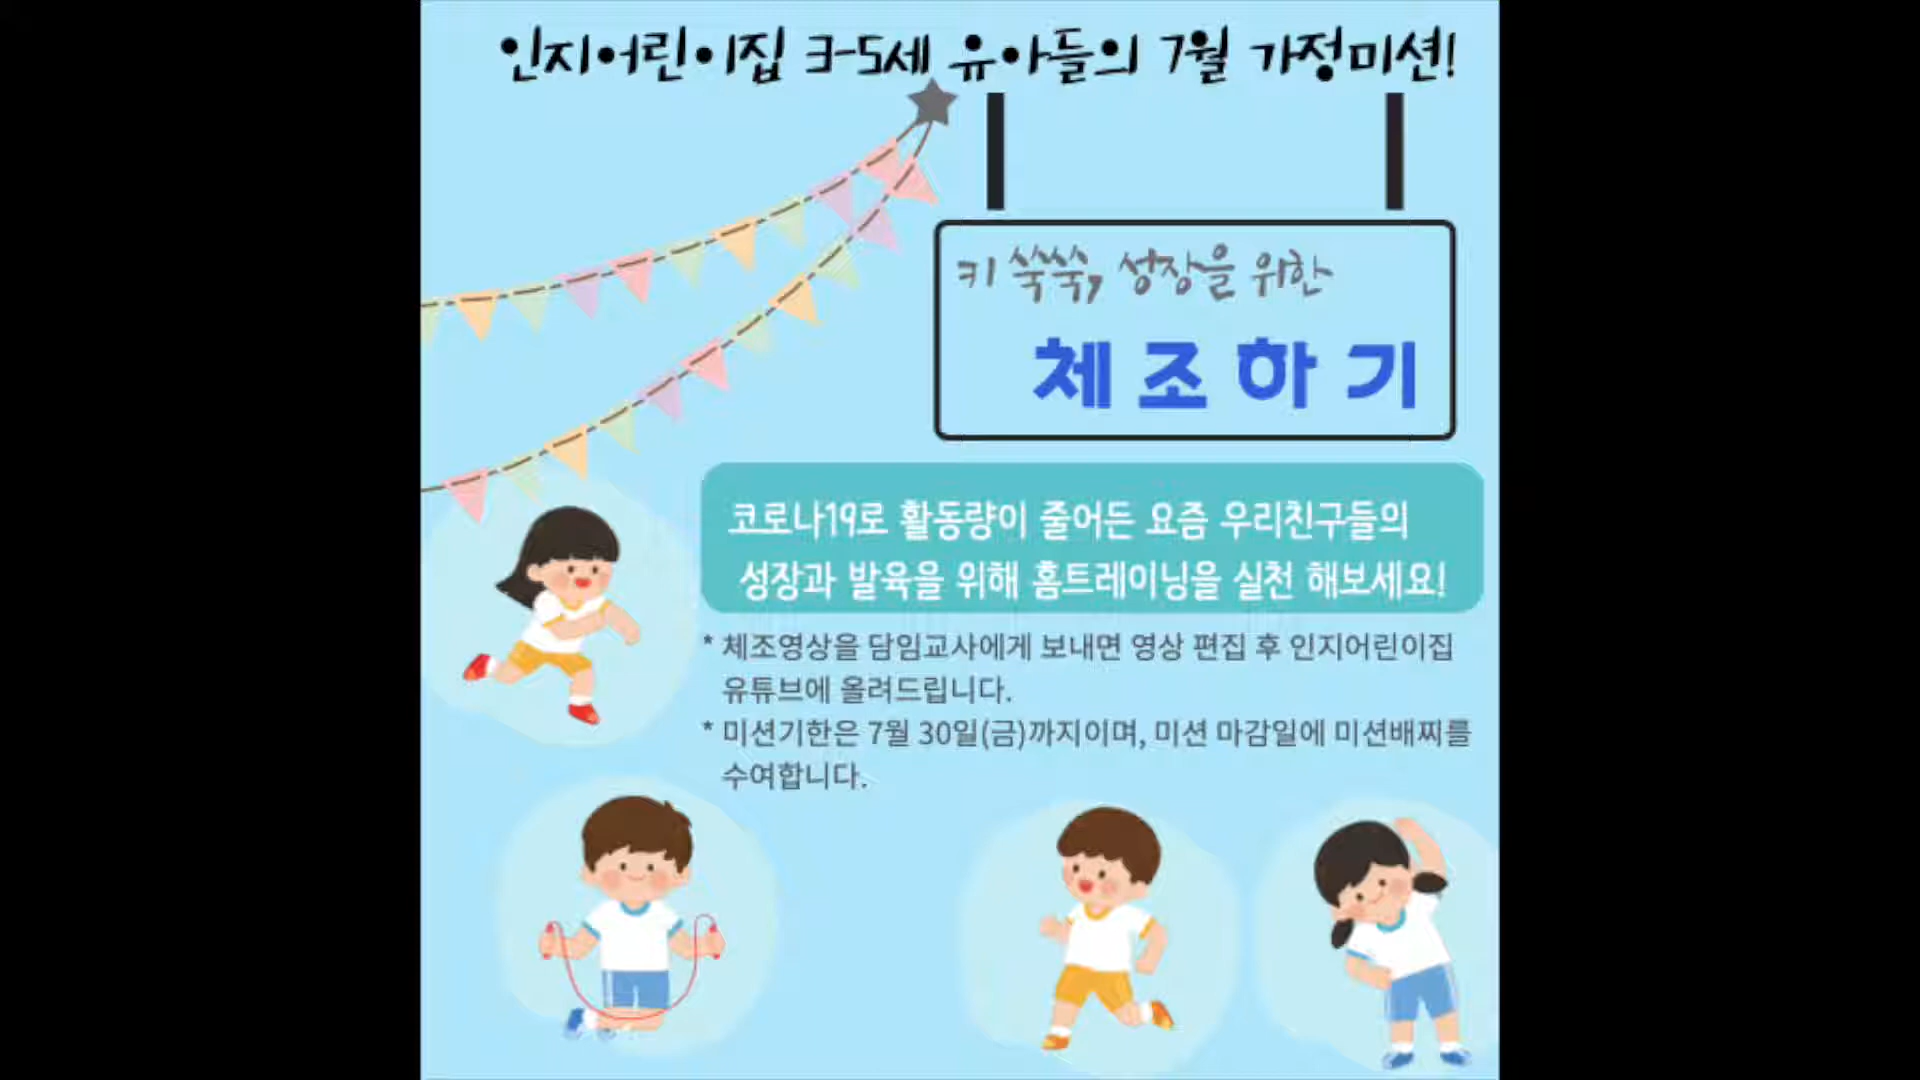 인지어린이집 3-5세 유아들의 7월 가정미션!
키 쑥쑥, 성장을 위한
체조하기
코로나19로 활동량이 줄어든 요즘 우리친구들의
성장과 발육을 위해 홈트레이닝을 실천 해보세요!
* 체조영상을 담임교사에게 보내면 영상 편집 후 인지어린이집
유튜브에 올려드립니다.
* 미션기한은 7월 30일(금)까지이며, 미션 마감일에 미션배찌를
수여합니다.